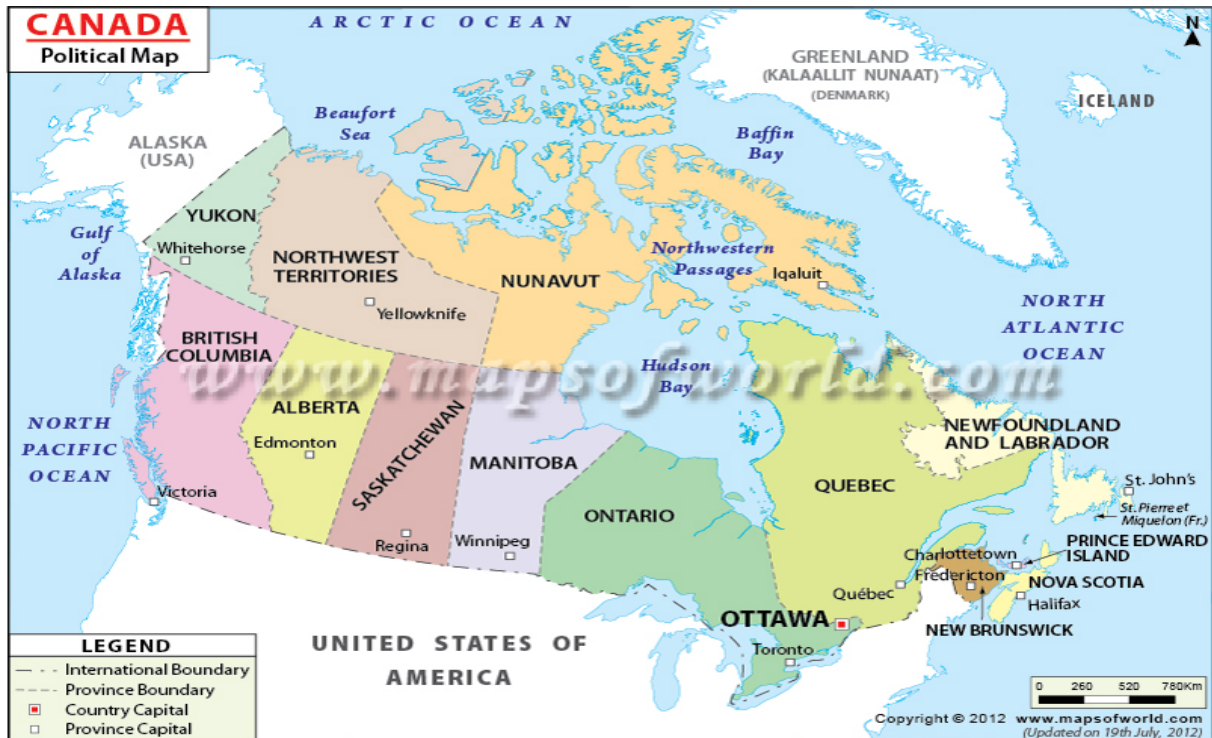 CANADA
Political Map
ARCTIC OCEAN
N
GREENLAND
(KALAALLIT NUNAAT)
(DENMARK)
ICELAND
Beaufort
Sea
Baffin
Bay
ALASKA
(USA)
YUKON
Whitehorse
Gulf
of
Alaska
NORTHWEST
TERRITORIES
Yellowknife
NUNAVUT
Northwestern
Passages
Iqaluit
NORTH
ATLANTIC
OCEAN
BRITISH
COLUMBIA
Hudson
Bay
www.mapsofworld.com
ALBERTA
Edmonton
SASKATCHEWAN
Regina
MANITOBA
Winnipeg
NORTH
PACIFIC
OCEAN
Victoria
ONTARIO
QUEBEC
NEWFOUNDLAND
AND LABRADOR
St. John's
St. Pierre et
Miquelon (Fr.)
PRINCE EDWARD
ISLAND
Charlottetown
Fredericton
NOVA SCOTIA
Halifax
Québec
NEW BRUNSWICK
OTTAWA
Toronto
UNITED STATES OF
AMERICA
LEGEND
International Boundary
Province Boundary
Country Capital
Province Capital
0 260 520 780Km
Copyright © 2012 www.mapsofworld.com
(Updated on 19th July, 2012)